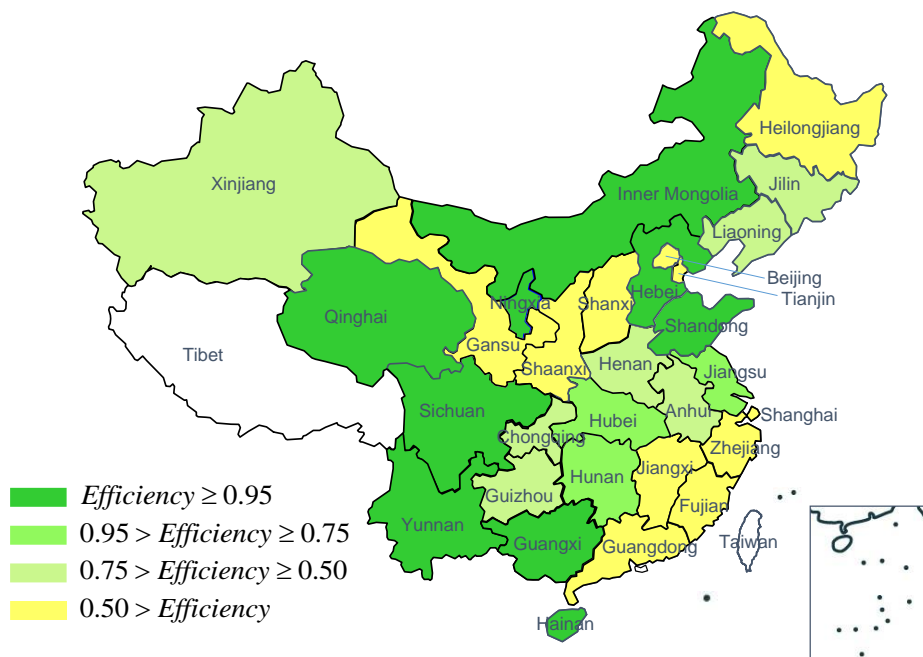 Heilongjiang
Xinjiang
Jilin
Inner Mongolia
Liaoning
Beijing
Hebei
Tianjin
Ningxia
Shanxi
Qinghai
Shandong
Gansu
Tibet
Henan
Shaanxi
Jiangsu
Sichuan
Anhui
Shanghai
Hubei
Chongqing
Zhejiang
Jiangxi
Hunan
Guizhou
Fujian
Yunnan
Guangxi
Guangdong
Taiwan
Hainan
Efficiency ≥ 0.95
0.95 > Efficiency ≥ 0.75
0.75 > Efficiency ≥ 0.50
0.50 > Efficiency